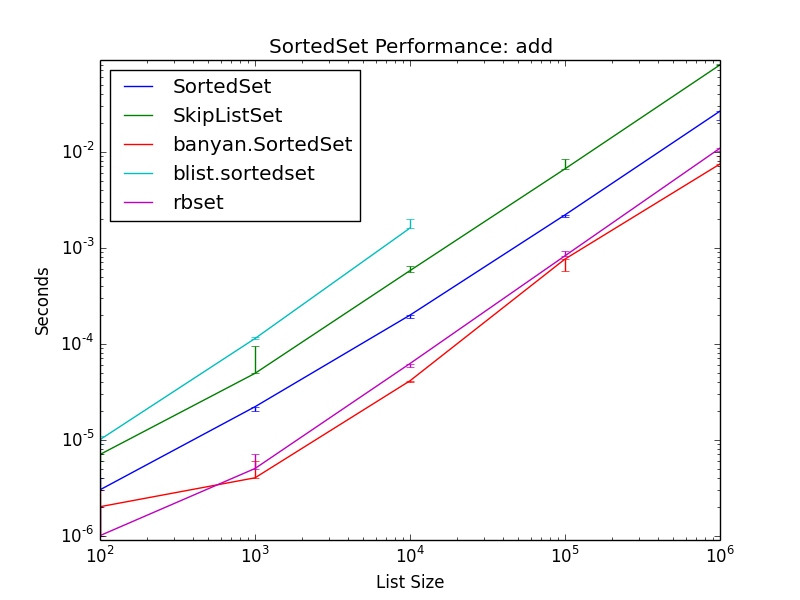 SortedSet Performance: add
SortedSet
SkipListSet
banyan.SortedSet
blist.sortedset
rbset
Seconds
10^-2
10^-3
10^-4
10^-5
10^-6
10^2 10^3 10^4 10^5 10^6
List Size